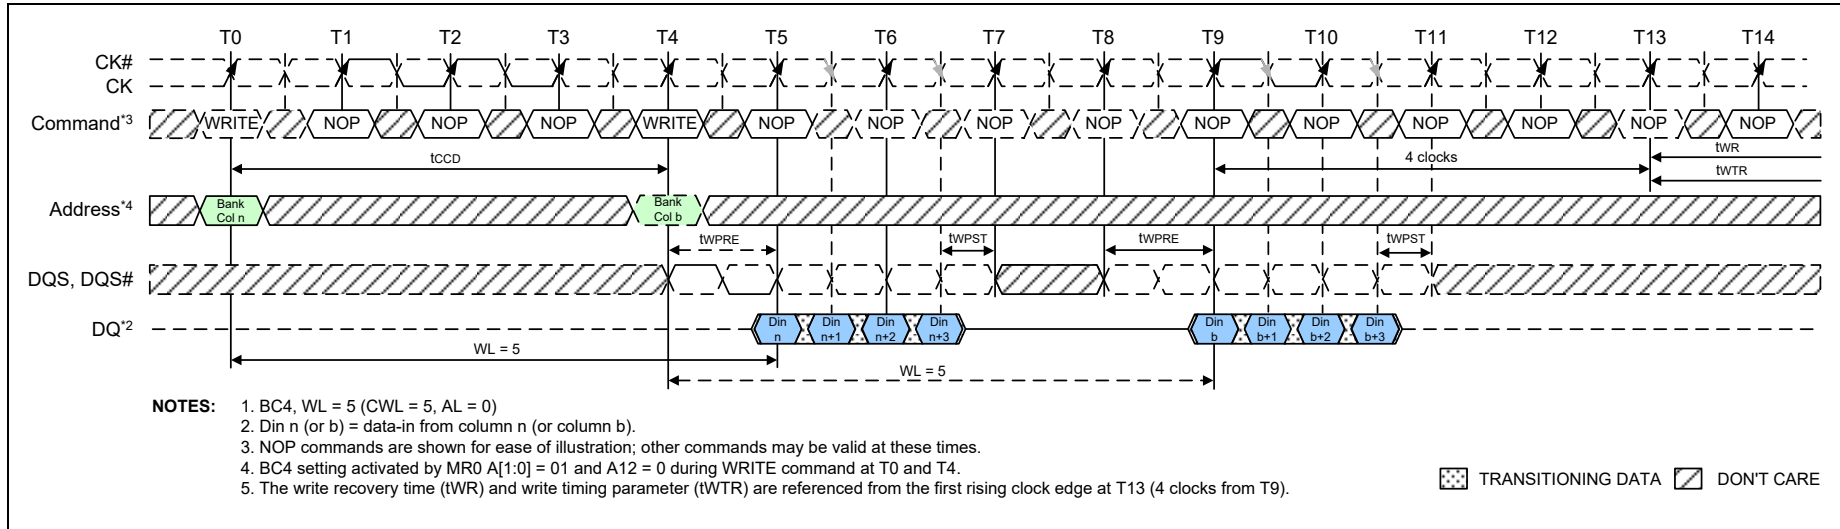 T0 T1 T2 T3 T4 T5 T6 T7 T8 T9 T10 T11 T12 T13 T14
CK#
CK
Command*3 WRITE NOP NOP NOP WRITE NOP NOP NOP NOP NOP NOP NOP NOP NOP NOP
tCCD 4 clocks tWR
tWTR
Address*4 Bank Col n Bank Col b
tWPRE tWPST tWPRE tWPST
DQS, DQS#
DQ*2 Din n Din n+1 Din n+2 Din n+3 Din b Din b+1 Din b+2 Din b+3
WL = 5
WL = 5
NOTES: 1. BC4, WL = 5 (CWL = 5, AL = 0)
2. Din n (or b) = data-in from column n (or column b).
3. NOP commands are shown for ease of illustration; other commands may be valid at these times.
4. BC4 setting activated by MR0 A[1:0] = 01 and A12 = 0 during WRITE command at T0 and T4.
5. The write recovery time (tWR) and write timing parameter (tWTR) are referenced from the first rising clock edge at T13 (4 clocks from T9).
TRANSITIONING DATA DON'T CARE